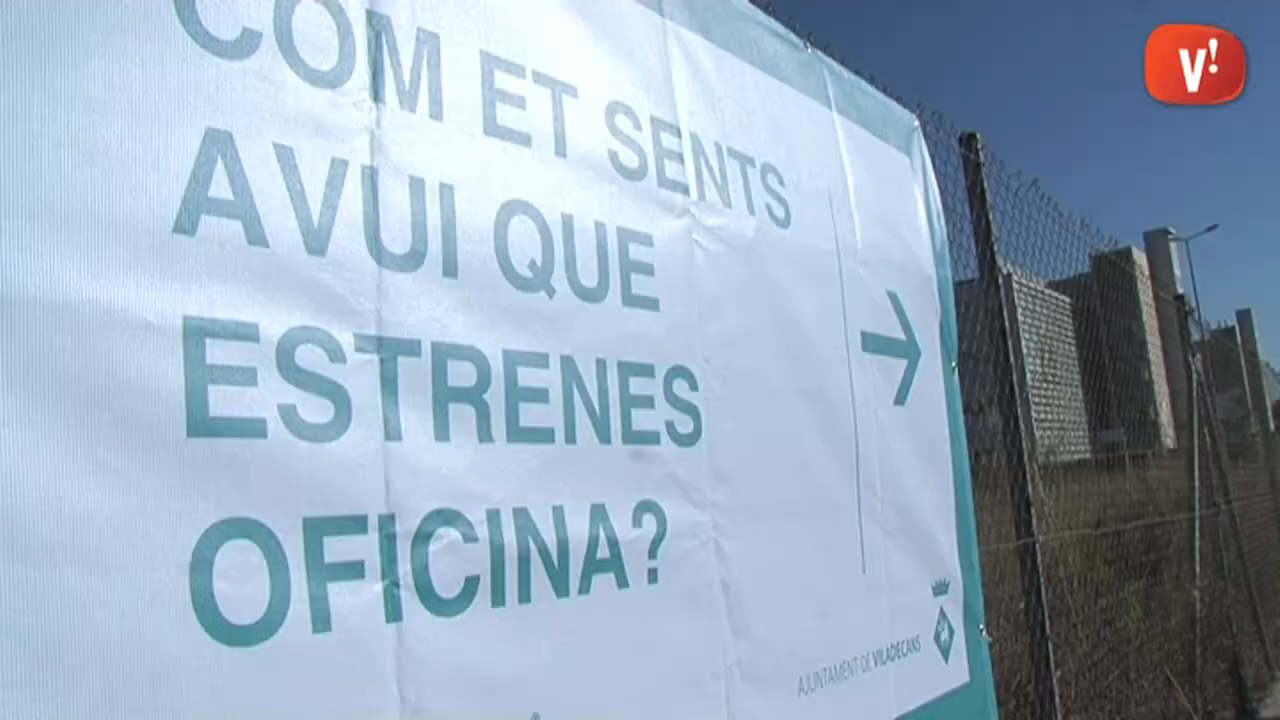 COM ET SENTS
AVUI QUE
ESTRENES
OFICINA?
AJUNTAMENT DE VILADECANS
V!